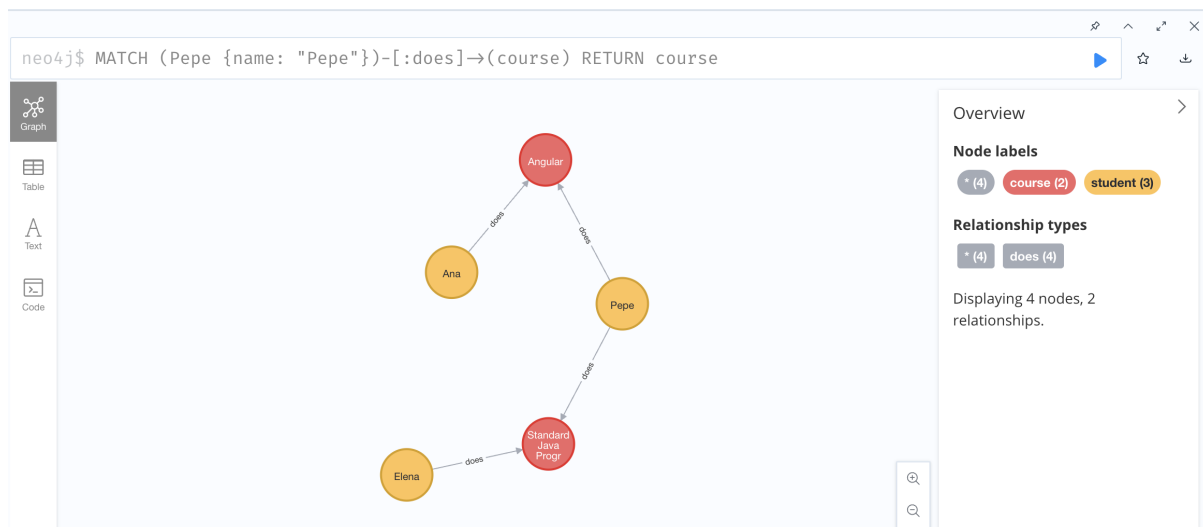 neo4j$ MATCH (Pepe {name: "Pepe"})-[:does]→(course) RETURN course
Graph
Table
Text
Code
Angular
does
does
Ana
Pepe
does
Standard
Java
Progr
does
Elena
Overview
Node labels
* (4) course (2) student (3)
Relationship types
* (4) does (4)
Displaying 4 nodes, 2
relationships.